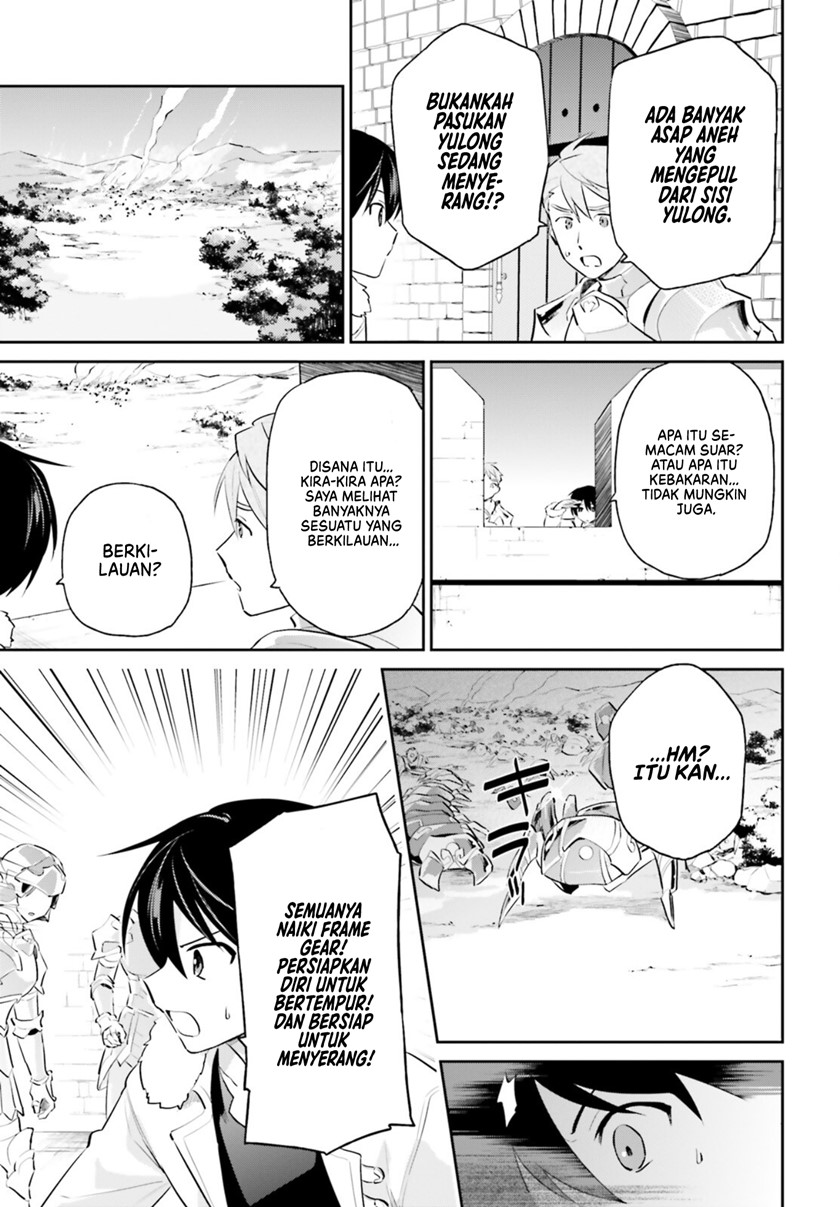 ADA BANYAK
ASAP ANEH
YANG
MENGEPUL
DARI SISI
YULONG.
BUKANKAH
PASUKAN
YULONG
SEDANG
MENYE-
RANG!?
APA ITU SE-
MACAM SUAR?
ATAU APA ITU
KEBAKARAN...
TIDAK MUNGKIN
JUGA.
DISANA ITU...
KIRA-KIRA APA?
SAYA MELIHAT
BANYAKNYA
SESUATU YANG
BERKILAUAN...
BERKI-
LAUAN?
...HM?
ITU KAN...
SEMUANYA
NAIKI FRAME
GEAR!
PERSIAPKAN
DIRI UNTUK
BERTEMPUR!
DAN BERSIAP
UNTUK
MENYERANG!